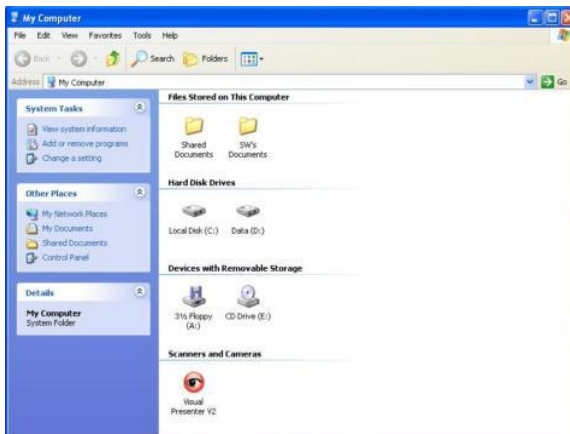 My Computer
File Edit View Favorites Tools Help
Back Search Folders
Address My Computer Go
System Tasks
View system information
Add or remove programs
Change a setting
Other Places
My Network Places
My Documents
Shared Documents
Control Panel
Details
My Computer
System Folder
Files Stored on This Computer
Shared Documents
SW's Documents
Hard Disk Drives
Local Disk (C:) Data (D:)
Devices with Removable Storage
3½ Floppy (A:)
CD Drive (E:)
Scanners and Cameras
Visual
Presenter V2